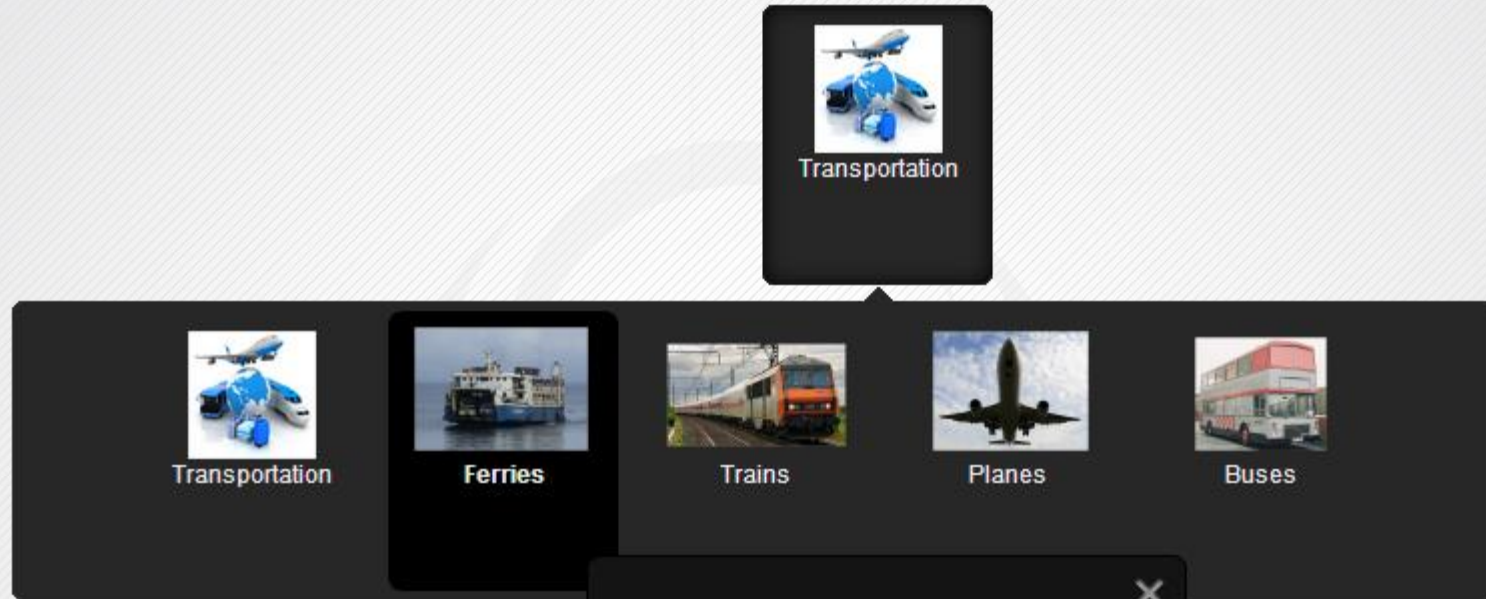 Transportation
Transportation
Ferries
Trains
Planes
Buses